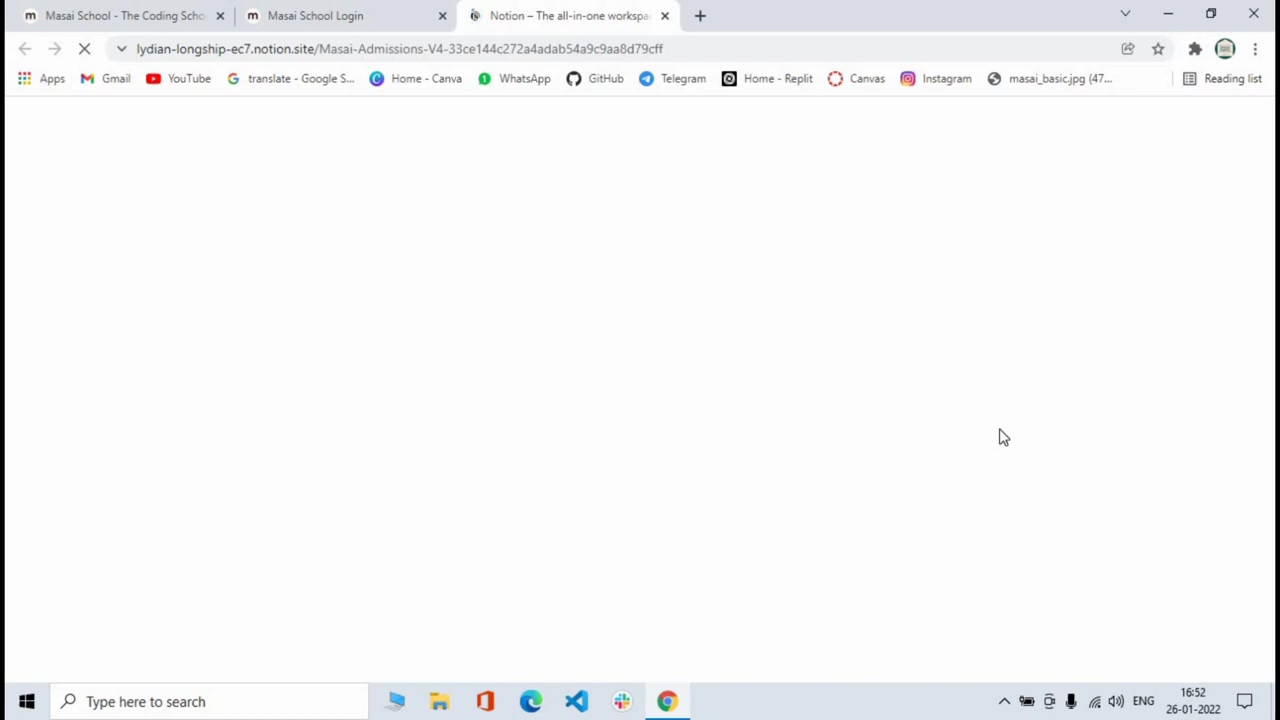 Masai School - The Coding Scho
Masai School Login
Notion – The all-in-one workspa
lydian-longship-ec7.notion.site/Masai-Admissions-V4-33ce144c272a4adab54a9c9aa8d79cff
Apps
Gmail
YouTube
translate - Google S...
Home - Canva
WhatsApp
GitHub
Telegram
Home - Replit
Canvas
Instagram
masai_basic.jpg (47...
Reading list
Type here to search
ENG
16:52
26-01-2022